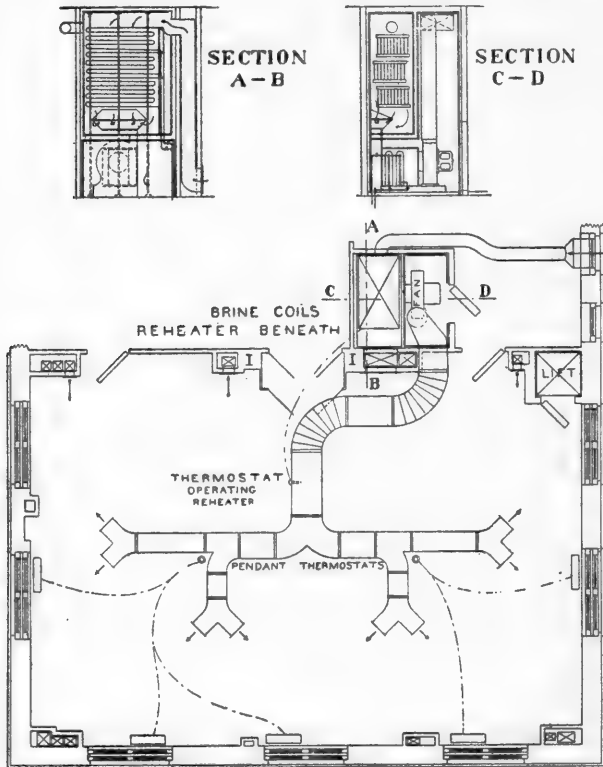 SECTION
A-B
SECTION
C-D
A
C
D
FAN
BRINE COILS
REHEATER BENEATH
I
I
B
LIFT
THERMOSTAT
OPERATING
REHEATER
PENDANT THERMOSTATS